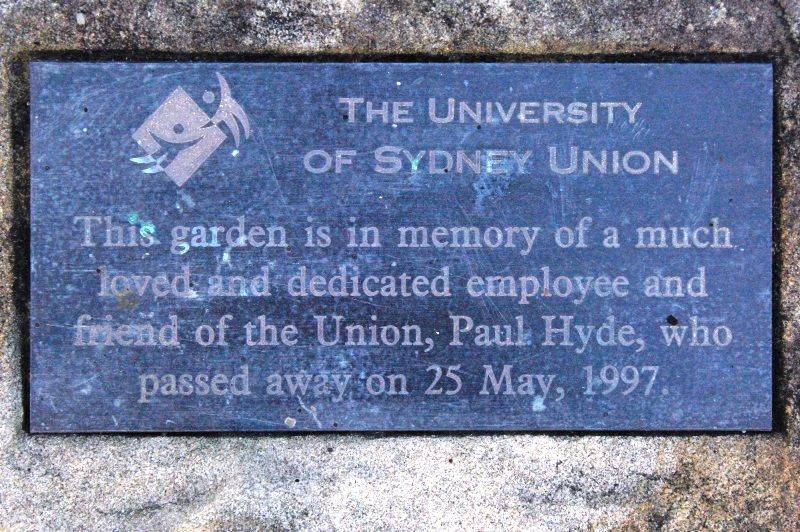 THE UNIVERSITY
OF SYDNEY UNION
This garden is in memory of a much
loved and dedicated employee and
friend of the Union, Paul Hyde, who
passed away on 25 May, 1997.